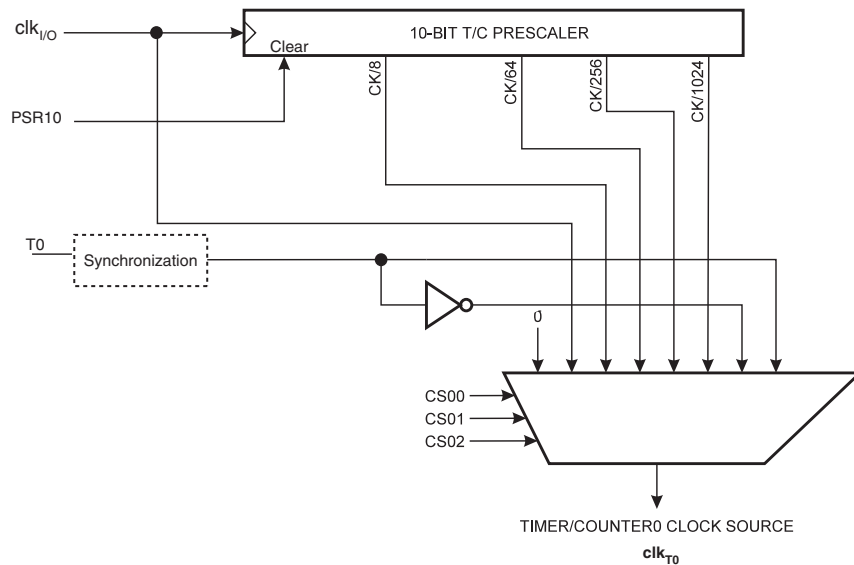 clkI/O
10-BIT T/C PRESCALER
Clear
CK/8
CK/64
CK/256
CK/1024
PSR10
T0
Synchronization
0
CS00
CS01
CS02
TIMER/COUNTER0 CLOCK SOURCE
clkT0